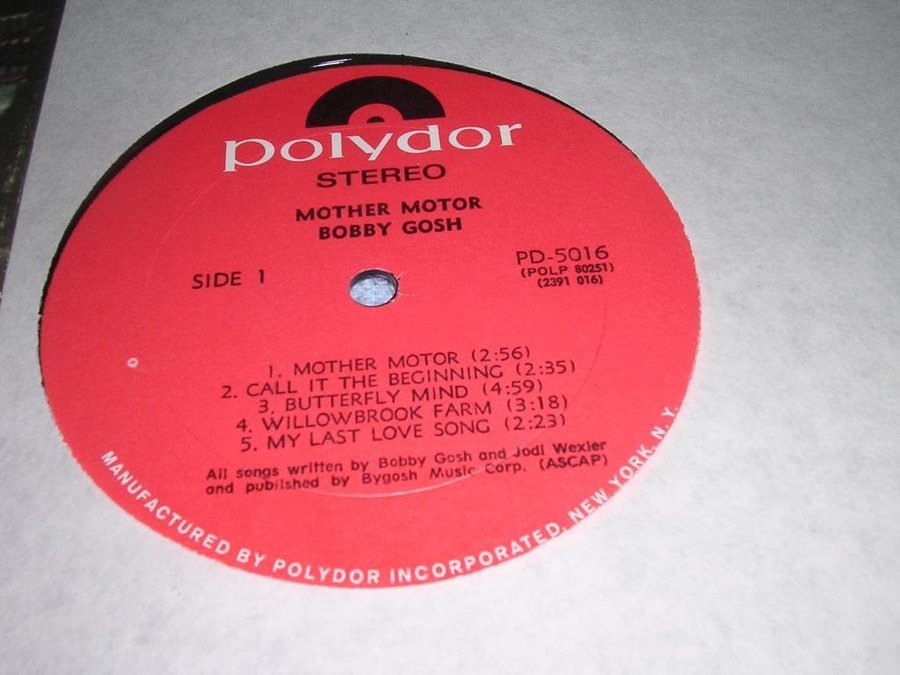 polydor
STEREO
MOTHER MOTOR
BOBBY GOSH
SIDE 1
PD-5016
(POLP 80251)
(2391 016)
1. MOTHER MOTOR (2:56)
2. CALL IT THE BEGINNING (2:35)
3. BUTTERFLY MIND (4:59)
4. WILLOWBROOK FARM (3:18)
5. MY LAST LOVE SONG (2:23)
All songs written by Bobby Gosh and Jodi Wexler
and published by Bygosh Music Corp. (ASCAP)
MANUFACTURED BY POLYDOR INCORPORATED, NEW YORK, N.Y.